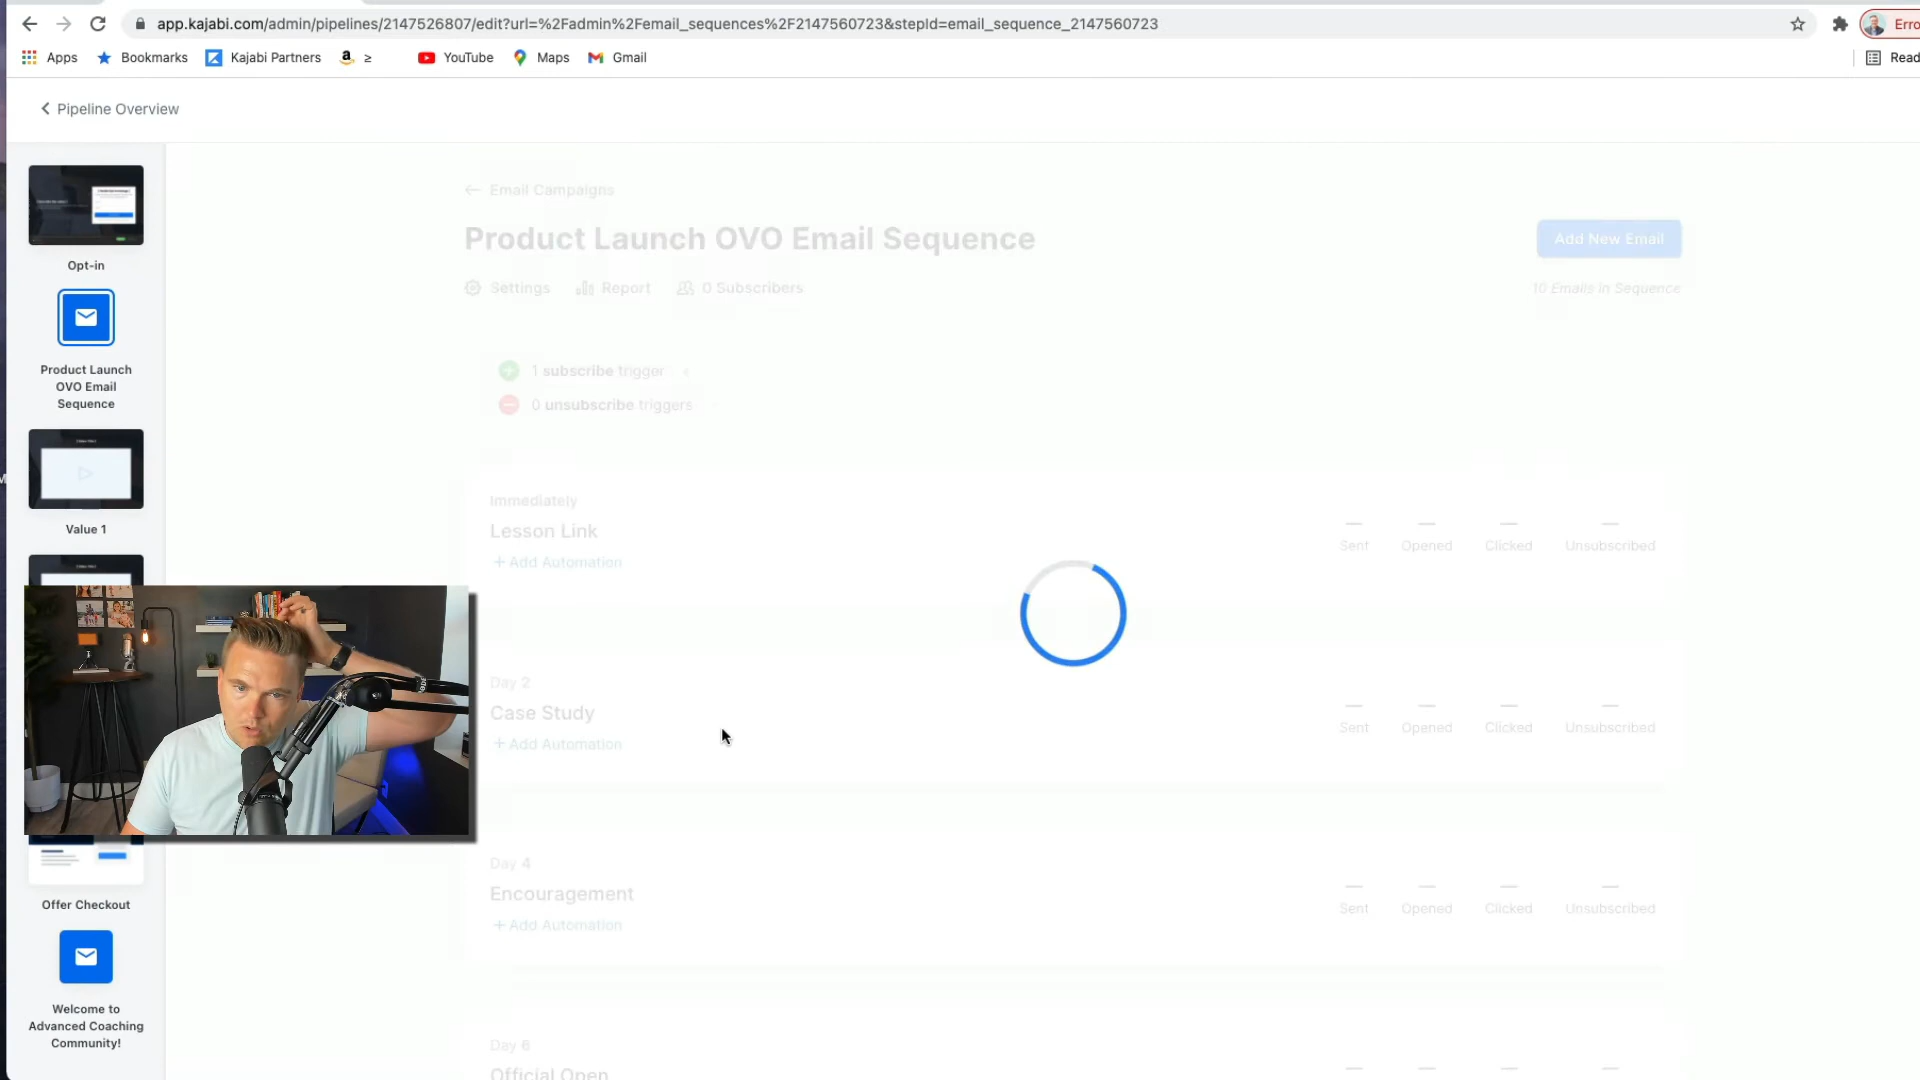 app.kajabi.com/admin/pipelines/2147526807/edit?url=%2Fadmin%2Femail_sequences%2F2147560723&stepId=email_sequence_2147560723
Erro
Apps
Bookmarks
Kajabi Partners
a ≥
YouTube
Maps
Gmail
Read
Pipeline Overview
Opt-in
Product Launch
OVO Email
Sequence
Value 1
Offer Checkout
Welcome to
Advanced Coaching
Community!
← Email Campaigns
Product Launch OVO Email Sequence
Add New Email
Settings
Report
0 Subscribers
10 Emails in Sequence
1 subscribe trigger
0 unsubscribe triggers
Immediately
Lesson Link
+ Add Automation
— Sent
— Opened
— Clicked
— Unsubscribed
Day 2
Case Study
+ Add Automation
— Sent
— Opened
— Clicked
— Unsubscribed
Day 4
Encouragement
+ Add Automation
— Sent
— Opened
— Clicked
— Unsubscribed
Day 6
Official Open